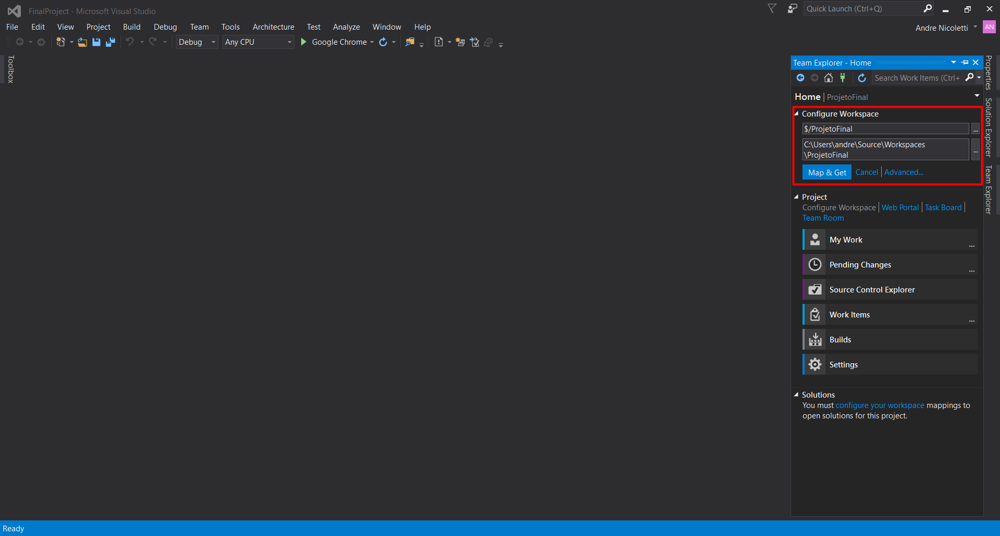 FinalProject - Microsoft Visual Studio
Quick Launch (Ctrl+Q)
File Edit View Project Build Debug Team Tools Architecture Test Analyze Window Help
Andre Nicoletti AN
Debug Any CPU Google Chrome
Toolbox
Team Explorer - Home
Search Work Items (Ctrl+
Home | ProjetoFinal
Configure Workspace
$/ProjetoFinal ...
C:\Users\andre\Source\Workspaces
\ProjetoFinal ...
Map & Get Cancel | Advanced...
Project
Configure Workspace | Web Portal | Task Board |
Team Room
My Work ...
Pending Changes ...
Source Control Explorer
Work Items ...
Builds
Settings
Solutions
You must configure your workspace mappings to
open solutions for this project.
Properties
Solution Explorer
Team Explorer
Ready